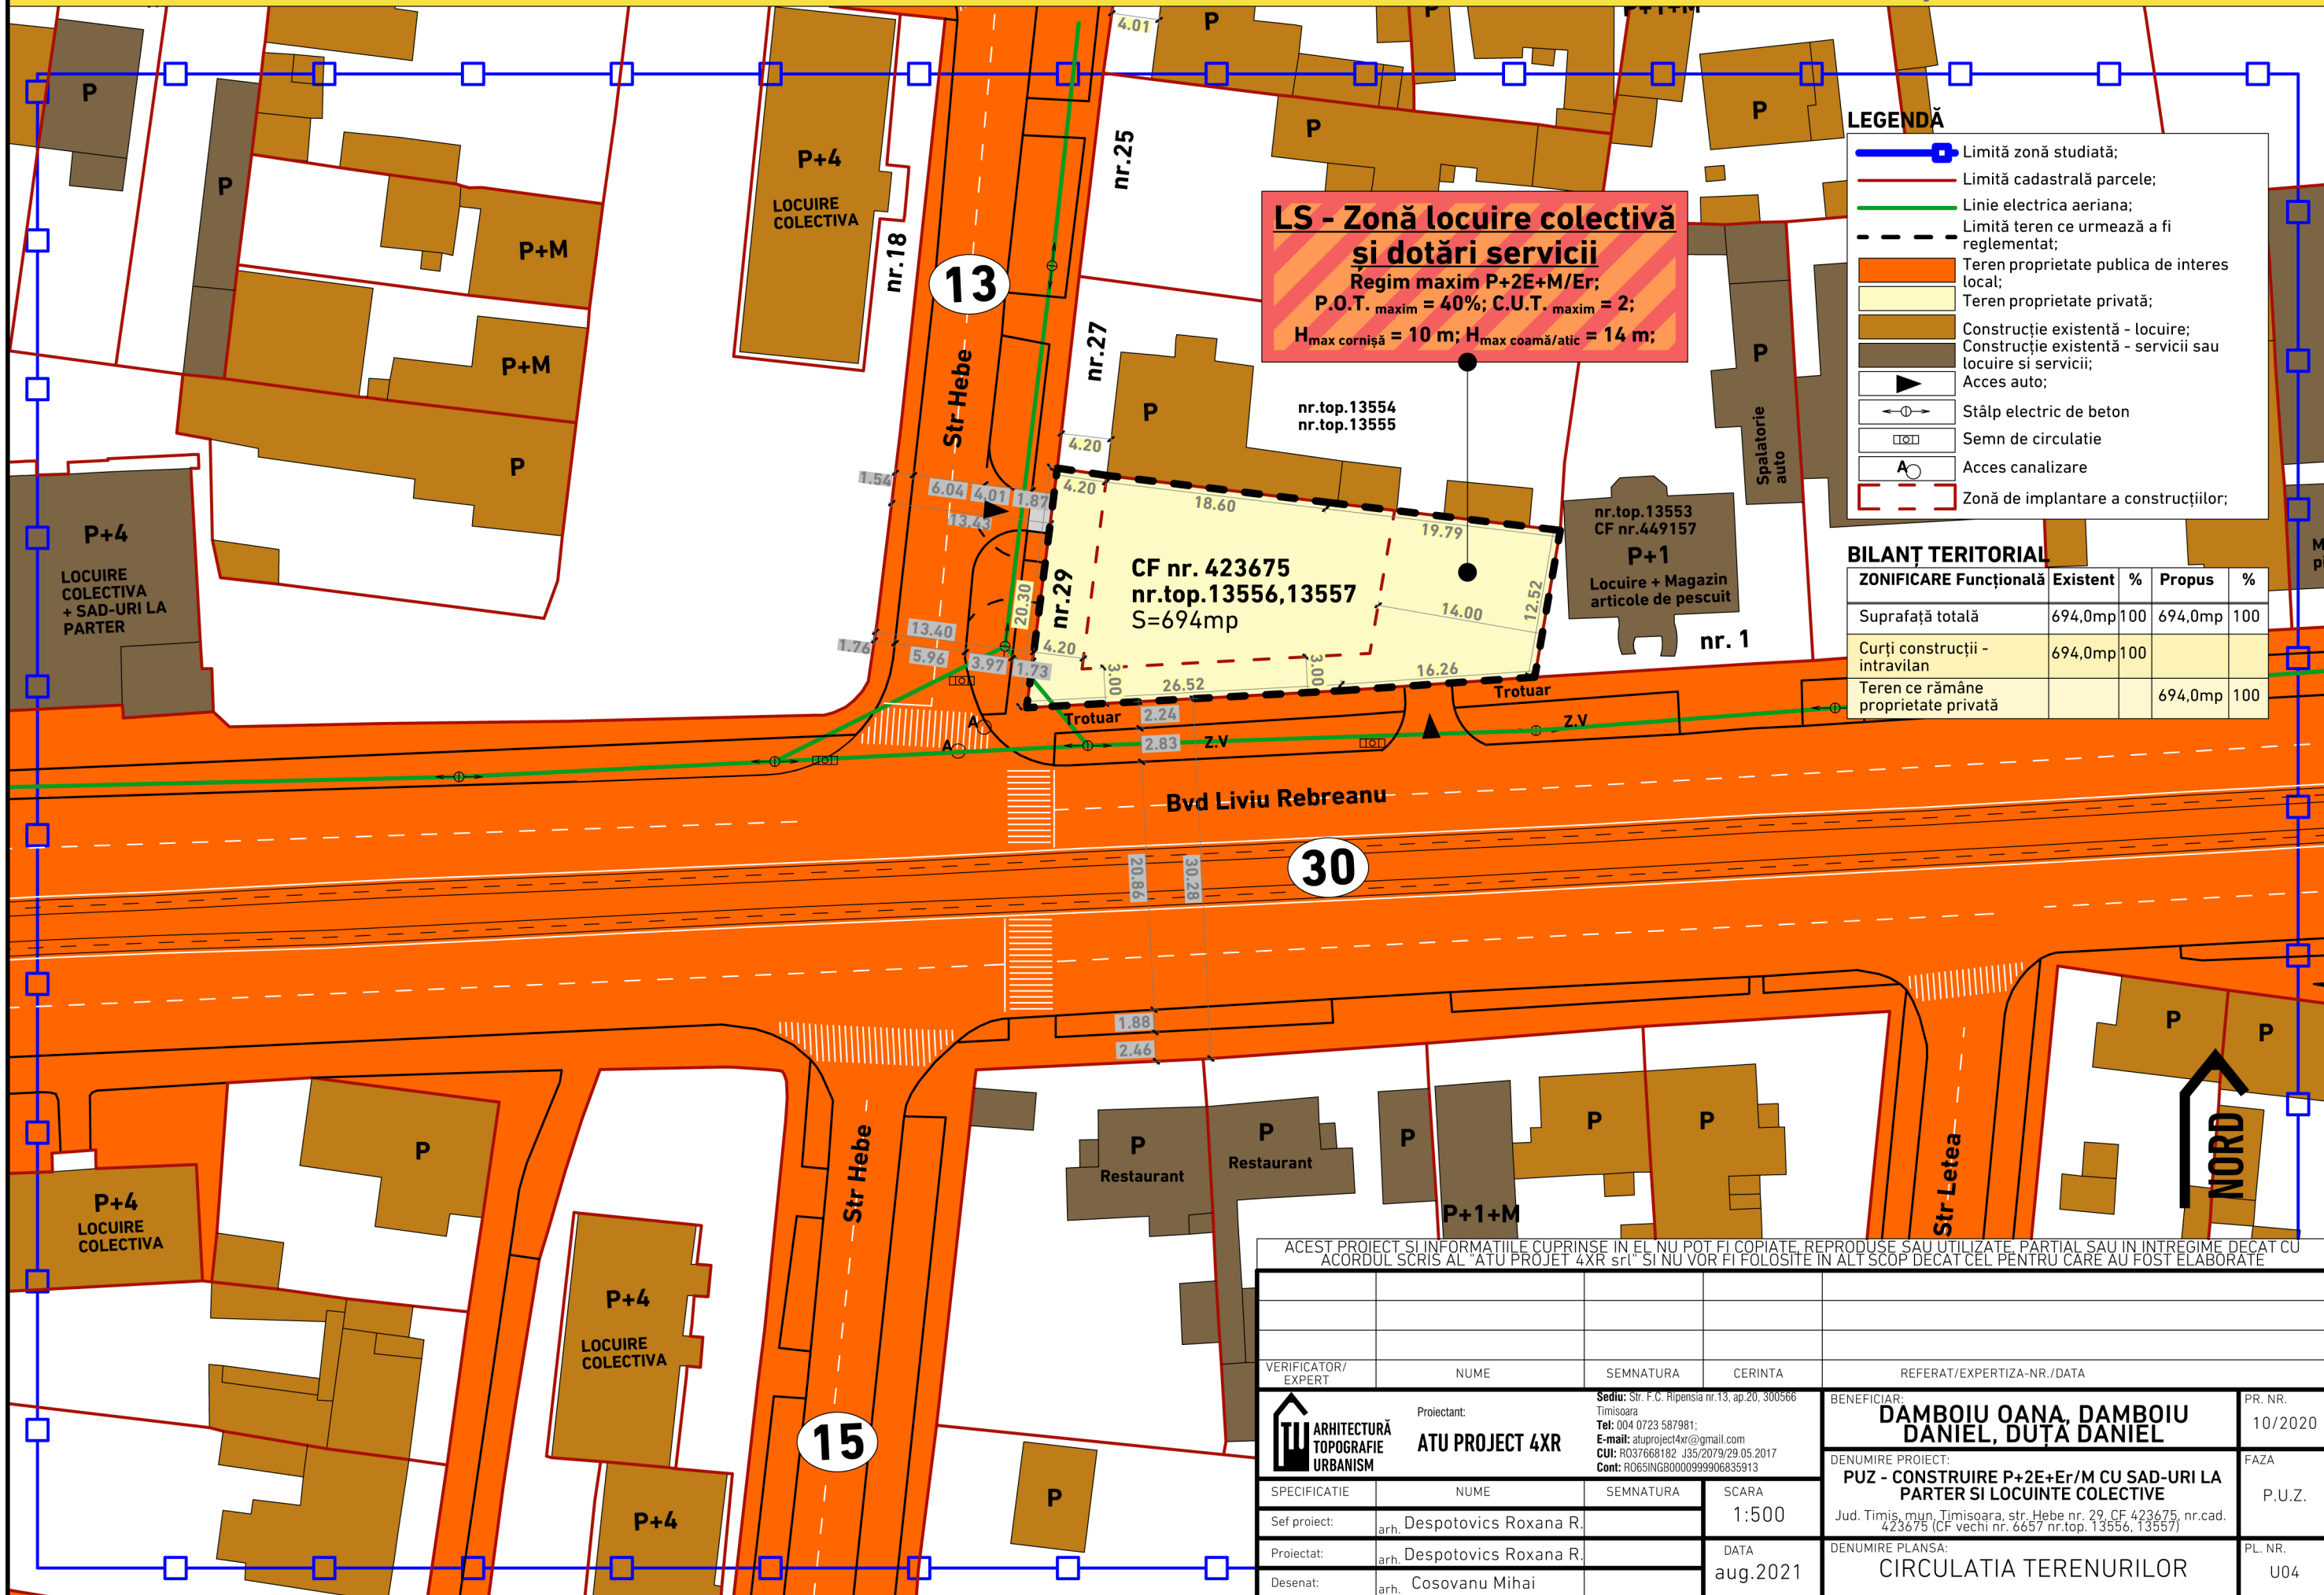 4.01
P
P
P+1+M
P
P
P
P
P+4
LOCUIRE
COLECTIVA
nr.18
nr.25
P+M
P+M
P
13
Str Hebe
nr.27
LS - Zonă locuire colectivă
și dotări servicii
Regim maxim P+2E+M/Er;
P.O.T. maxim = 40%; C.U.T. maxim = 2;
Hmax cornișă = 10 m; Hmax coamă/atic = 14 m;
P
nr.top.13554
nr.top.13555
P
Spalatorie
auto
LEGENDĂ
Limită zonă studiată;
Limită cadastrală parcele;
Linie electrica aeriana;
Limită teren ce urmează a fi
reglementat;
Teren proprietate publica de interes
local;
Teren proprietate privată;
Construcție existentă - locuire;
Construcție existentă - servicii sau
locuire si servicii;
Acces auto;
Stâlp electric de beton
Semn de circulatie
A
Acces canalizare
Zonă de implantare a construcțiilor;
4.20
1.54
6.04
4.01
1.87
13.43
4.20
18.60
19.79
P+4
LOCUIRE
COLECTIVA
+ SAD-URI LA
PARTER
CF nr. 423675
nr.top.13556,13557
S=694mp
nr.29
20.30
14.00
12.52
nr.top.13553
CF nr.449157
P+1
Locuire + Magazin
articole de pescuit
nr. 1
13.40
1.76
5.96
3.97
1.73
4.20
3.00
3.00
26.52
16.26
Trotuar
Trotuar
2.24
2.83
Z.V
Z.V
A
A
BILANȚ TERITORIAL
ZONIFICARE Funcțională Existent % Propus %
Suprafață totală 694,0mp 100 694,0mp 100
Curți construcții -
intravilan 694,0mp 100
Teren ce rămâne
proprietate privată 694,0mp 100
Bvd Liviu Rebreanu
30
20.86
30.28
1.88
2.46
P
P+4
LOCUIRE
COLECTIVA
Str Hebe
P
Restaurant
P
Restaurant
P
P+1+M
P
P
Str Letea
P
P
NORD
P+4
LOCUIRE
COLECTIVA
15
P
P+4
ACEST PROIECT SI INFORMATIILE CUPRINSE IN EL NU POT FI COPIATE, REPRODUSE SAU UTILIZATE, PARTIAL SAU IN INTREGIME DECAT CU
ACORDUL SCRIS AL "ATU PROJET 4XR srl" SI NU VOR FI FOLOSITE IN ALT SCOP DECAT CEL PENTRU CARE AU FOST ELABORATE
VERIFICATOR/
EXPERT
NUME
SEMNATURA
CERINTA
REFERAT/EXPERTIZA-NR./DATA
ARHITECTURĂ
TOPOGRAFIE
URBANISM
Proiectant:
ATU PROJECT 4XR
Sediu: Str. F.C. Ripensia nr.13, ap.20, 300566
Timisoara
Tel: 004 0723 587981;
E-mail: atuproject4xr@gmail.com
CUI: RO37668182 J35/2079/29.05.2017
Cont: RO65INGB0000999906835913
BENEFICIAR:
DAMBOIU OANA, DAMBOIU
DANIEL, DUȚĂ DANIEL
PR. NR.
10/2020
DENUMIRE PROIECT:
PUZ - CONSTRUIRE P+2E+Er/M CU SAD-URI LA
PARTER SI LOCUINTE COLECTIVE
Jud. Timis, mun. Timisoara, str. Hebe nr. 29, CF 423675, nr.cad.
423675 (CF vechi nr. 6657 nr.top. 13556, 13557)
FAZA
P.U.Z.
SPECIFICATIE
NUME
SEMNATURA
SCARA
1:500
Sef proiect:
arh. Despotovics Roxana R.
Proiectat:
arh. Despotovics Roxana R.
Desenat:
arh. Cosovanu Mihai
DATA
aug.2021
DENUMIRE PLANSA:
CIRCULATIA TERENURILOR
PL. NR.
U04